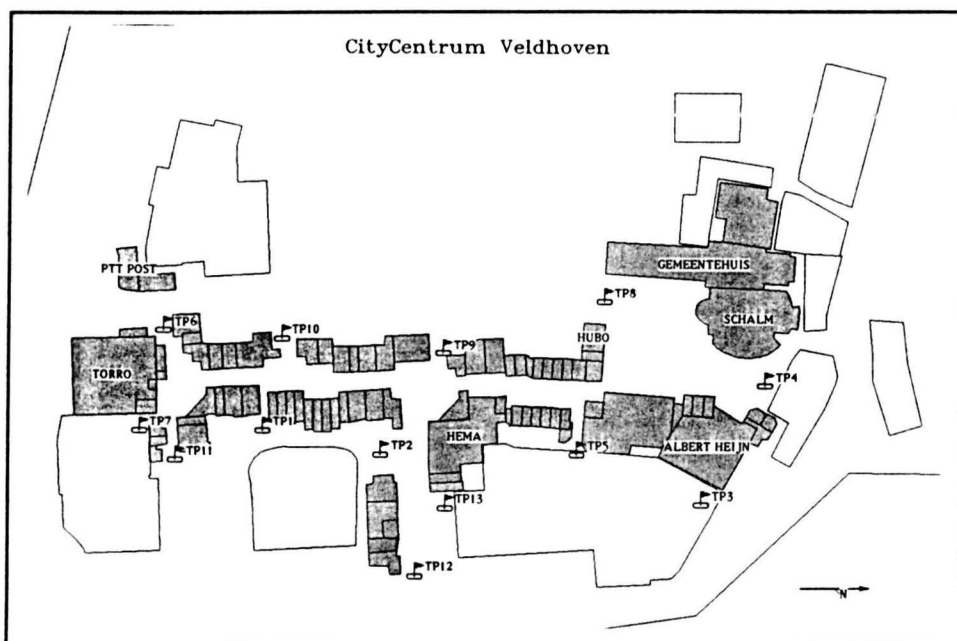 CityCentrum Veldhoven
PTT POST
GEMEENTEHUIS
TP8
SCHALM
TP6
TP10
HUBO
TP9
TORRO
TP4
TP7
TP1
HEMA
TP11
TP2
TP5
ALBERT HEIJN
TP13
TP3
TP12
N